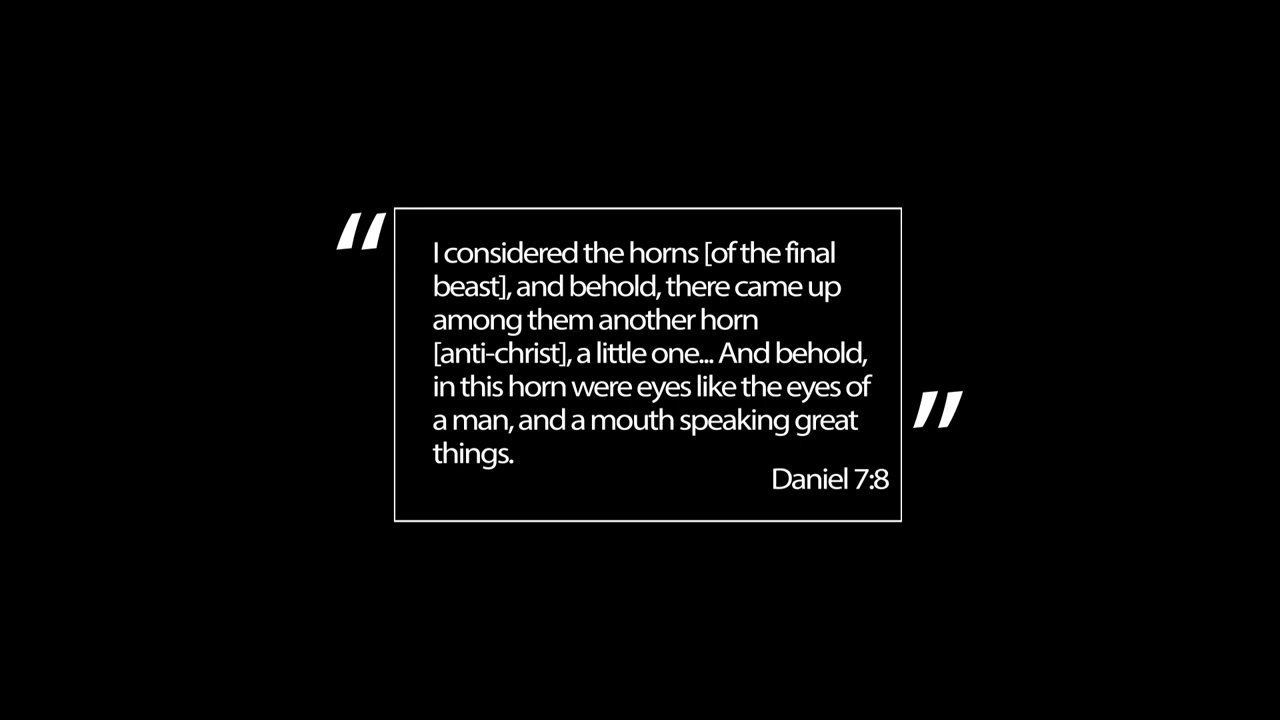 “
I considered the horns [of the final
beast], and behold, there came up
among them another horn
[anti-christ], a little one... And behold,
in this horn were eyes like the eyes of
a man, and a mouth speaking great
things.
”
Daniel 7:8